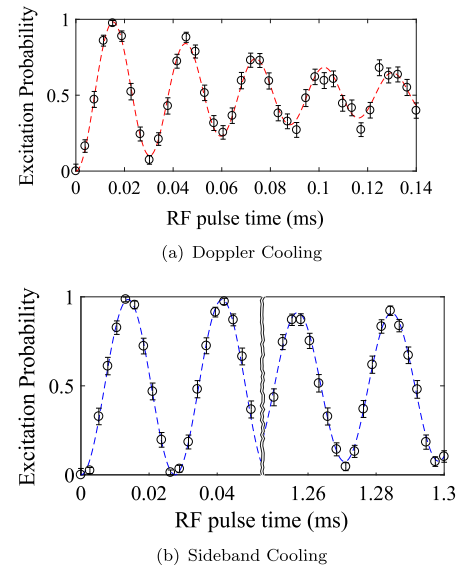 Excitation Probability
1
0.5
0
0 0.02 0.04 0.06 0.08 0.1 0.12 0.14
RF pulse time (ms)
(a) Doppler Cooling
Excitation Probability
1
0.5
0
0 0.02 0.04 1.26 1.28 1.3
RF pulse time (ms)
(b) Sideband Cooling